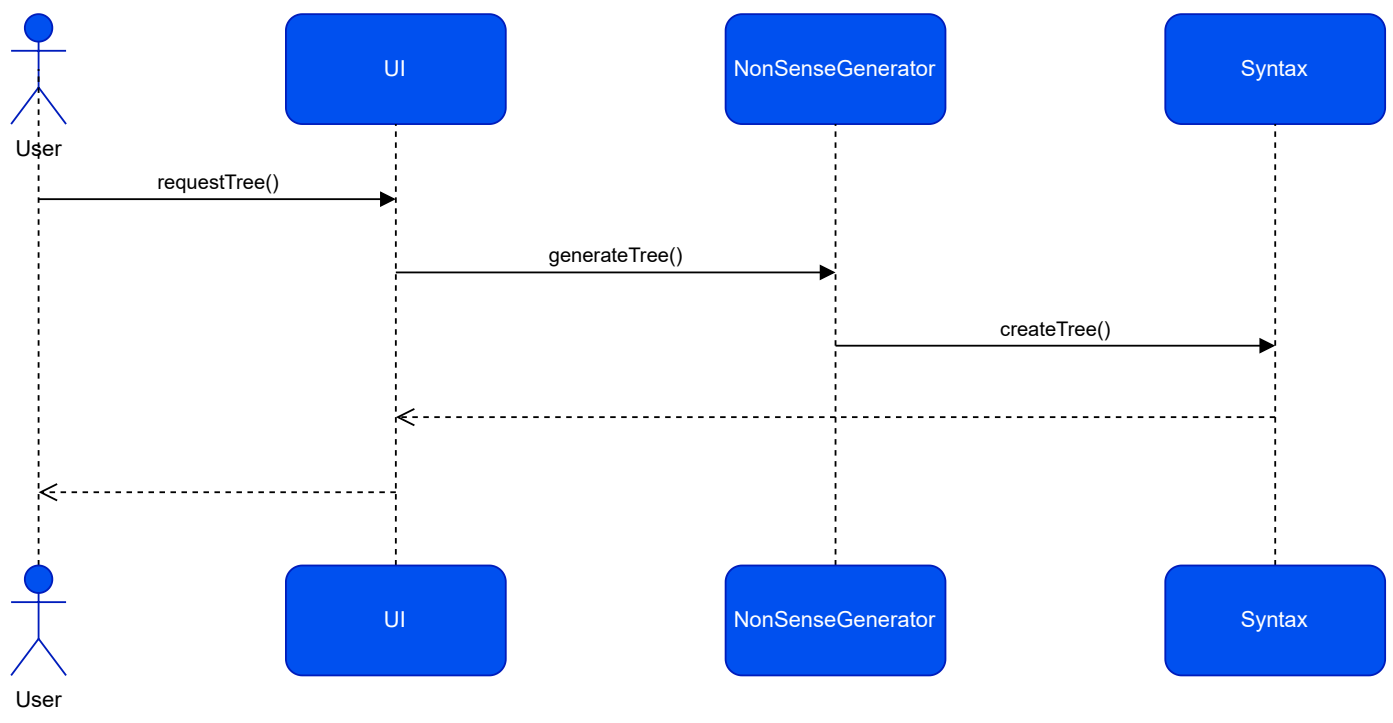 UI
NonSenseGenerator
Syntax
User
requestTree()
generateTree()
createTree()
UI
NonSenseGenerator
Syntax
User